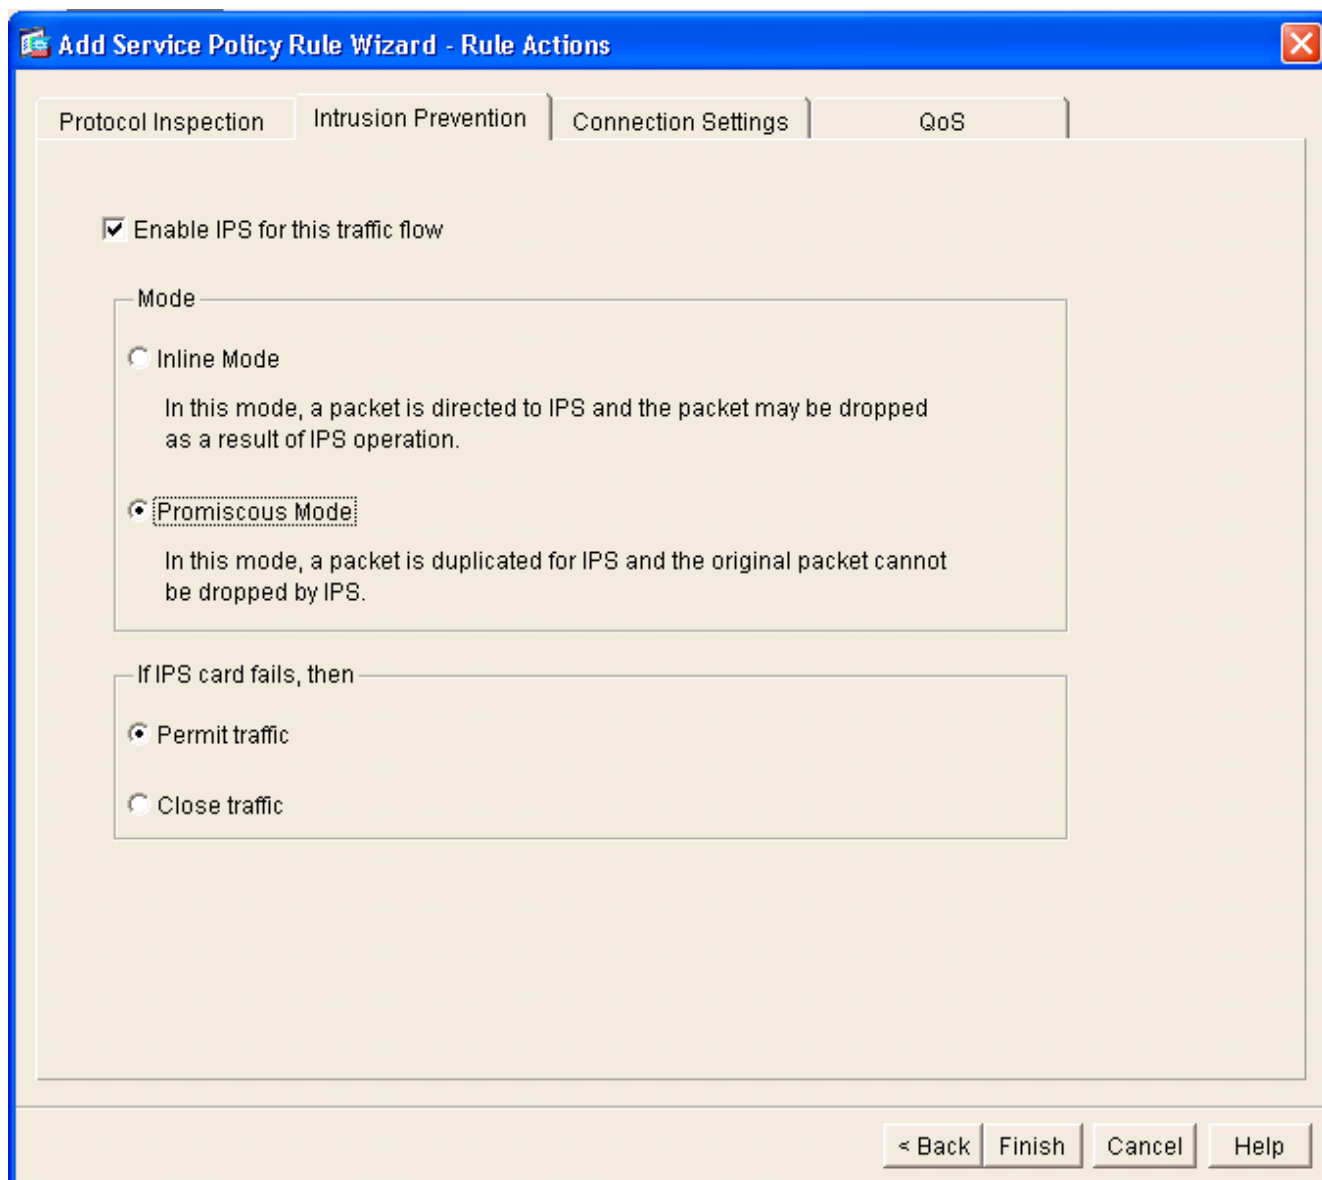 Add Service Policy Rule Wizard - Rule Actions
Protocol Inspection
Intrusion Prevention
Connection Settings
QoS
Enable IPS for this traffic flow
Mode
Inline Mode
In this mode, a packet is directed to IPS and the packet may be dropped
as a result of IPS operation.
Promiscous Mode
In this mode, a packet is duplicated for IPS and the original packet cannot
be dropped by IPS.
If IPS card fails, then
Permit traffic
Close traffic
< Back
Finish
Cancel
Help